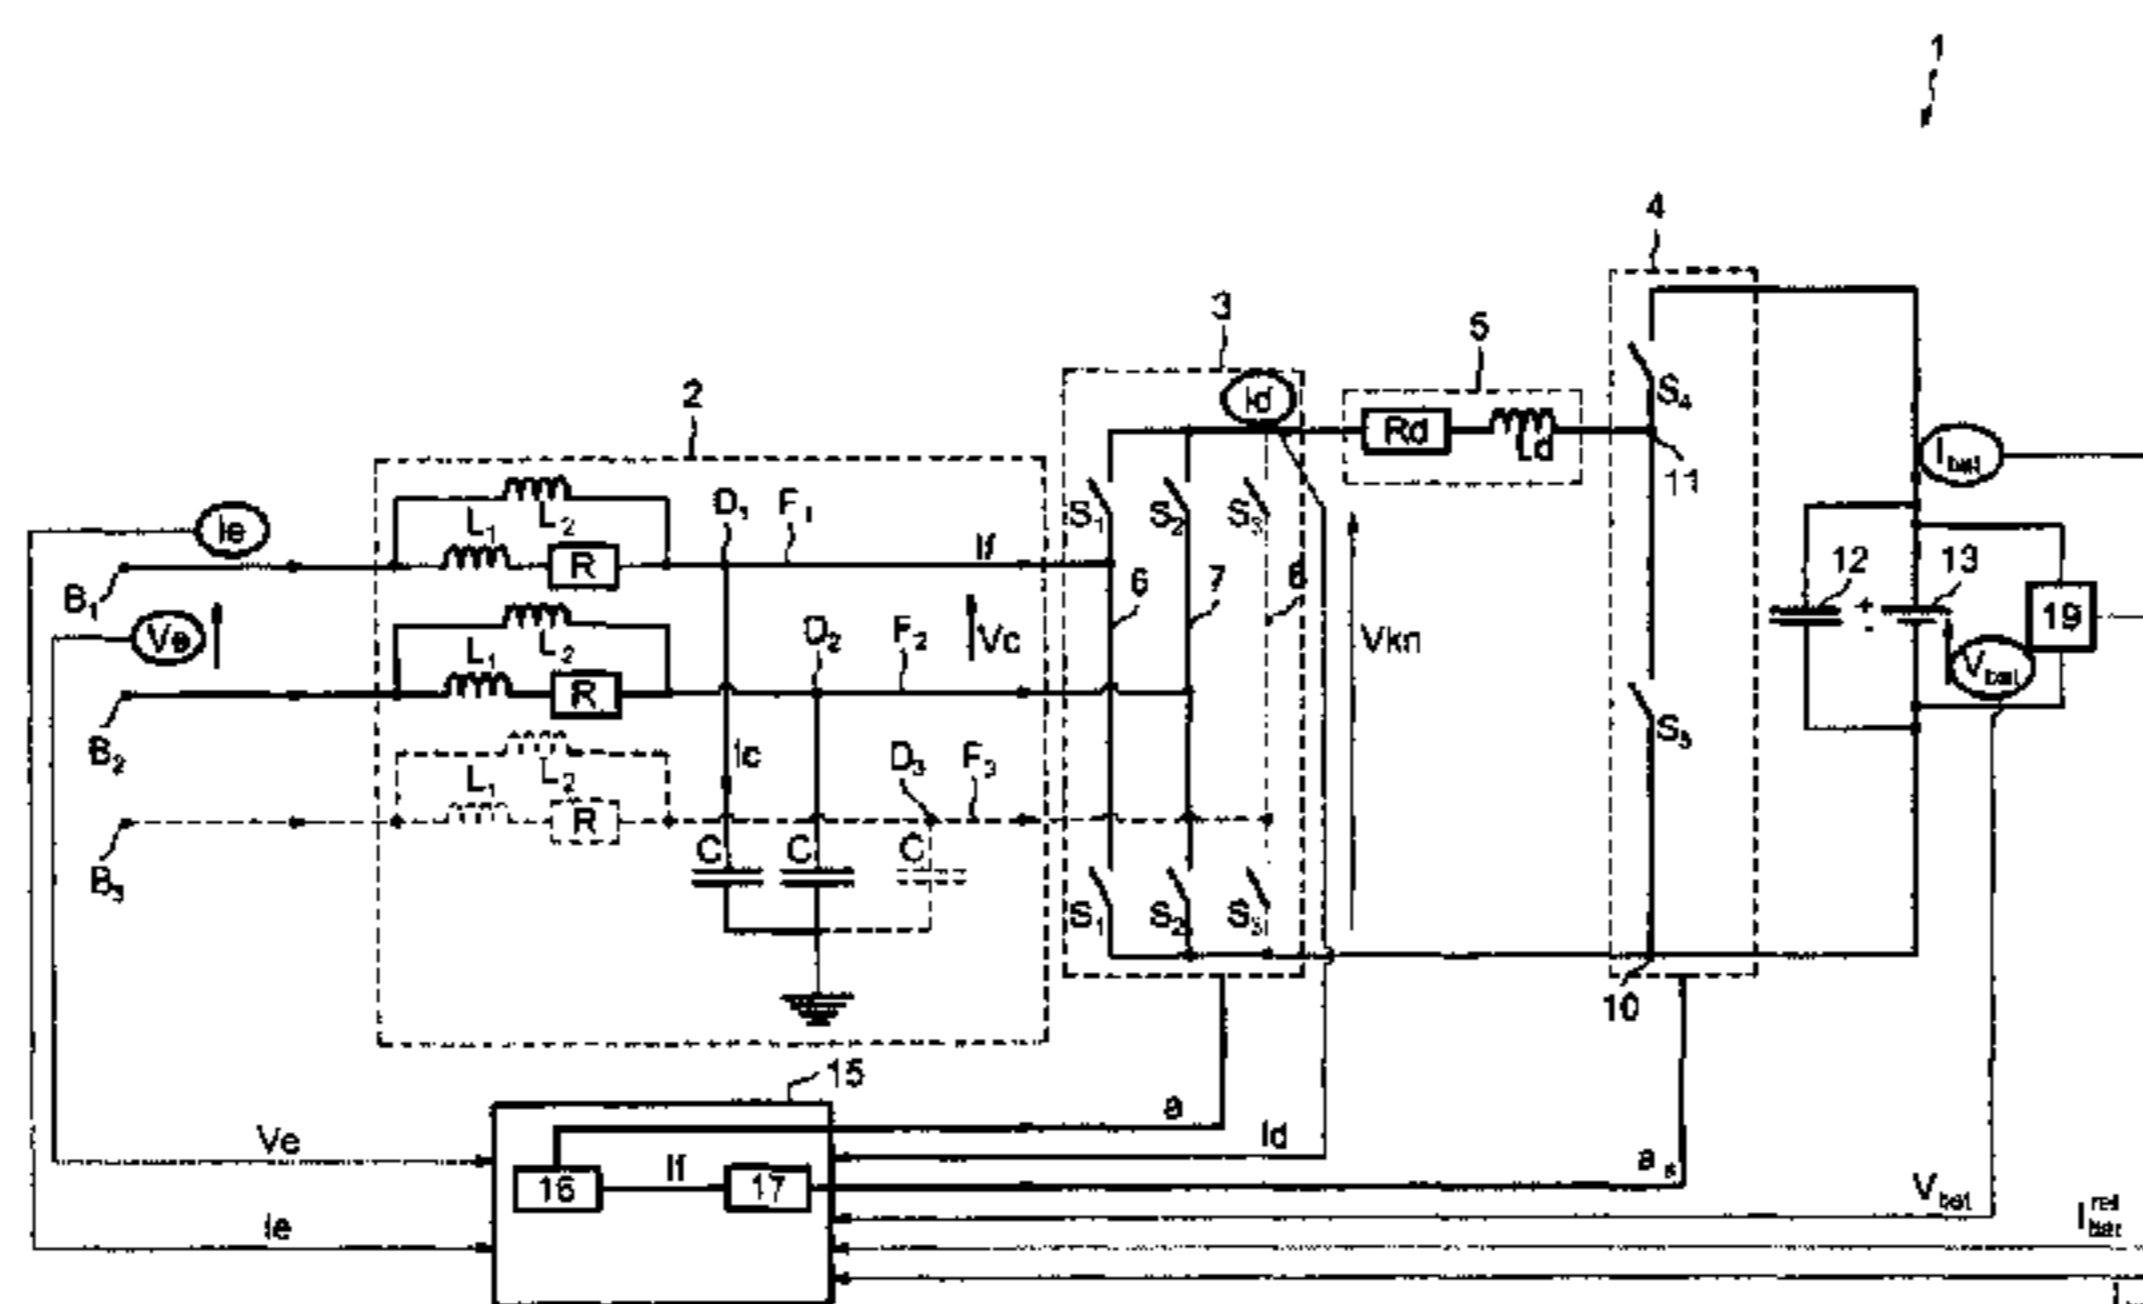 1
4
3
5
2
Id
Rd
Ld
S4
11
Ibat
Ie
L1
L2
R
D1
F1
If
S1
S2
S3
6
7
8
Vkn
12
13
+
-
19
B1
Ve
L1
L2
R
D2
F2
Vc
Vbat
S5
B2
L1
L2
R
Ic
D3
F3
B3
C
C
C
S1
S2
S3
10
15
a
Ve
Id
16
If
17
as
Vbat
Ie
I ref bat